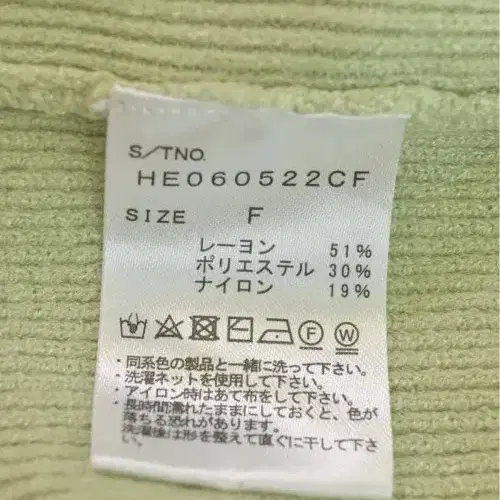 S/TNO.
HE060522CF
SIZE F
レーヨン 51%
ポリエステル 30%
ナイロン 19%
F W
・同系色の製品と一緒に洗って下さい。
・洗濯ネットを使用して下さい。
・アイロン時はあて布をして下さい。
・長時間濡れたままにしておくと、色が
落ちる恐れがあります。
洗濯後は形を整えて直ぐに干して下さ
い。